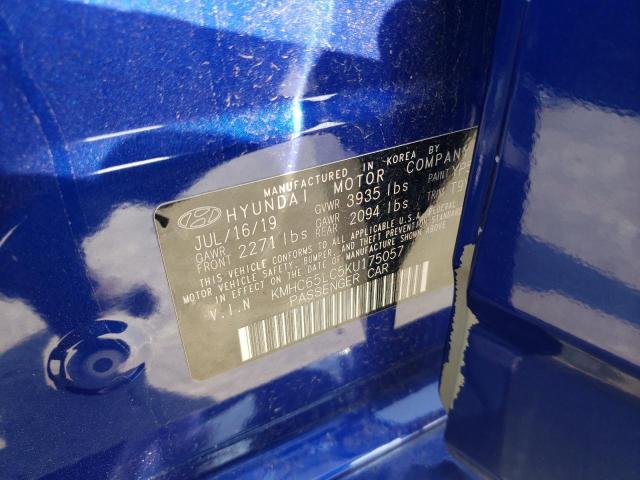 MANUFACTURED IN KOREA BY
HYUNDAI MOTOR COMPANY
JUL/16/19 GVWR 3935 lbs PAINT
GAWR FRONT 2271 lbs GAWR REAR 2094 lbs TRIM
THIS VEHICLE CONFORMS TO ALL APPLICABLE U.S.A. FEDERAL
MOTOR VEHICLE SAFETY, BUMPER, AND THEFT PREVENTION STANDARDS
IN EFFECT ON THE DATE OF MANUFACTURE SHOWN ABOVE.
V.I.N KMHC65LC5KU175057
PASSENGER CAR